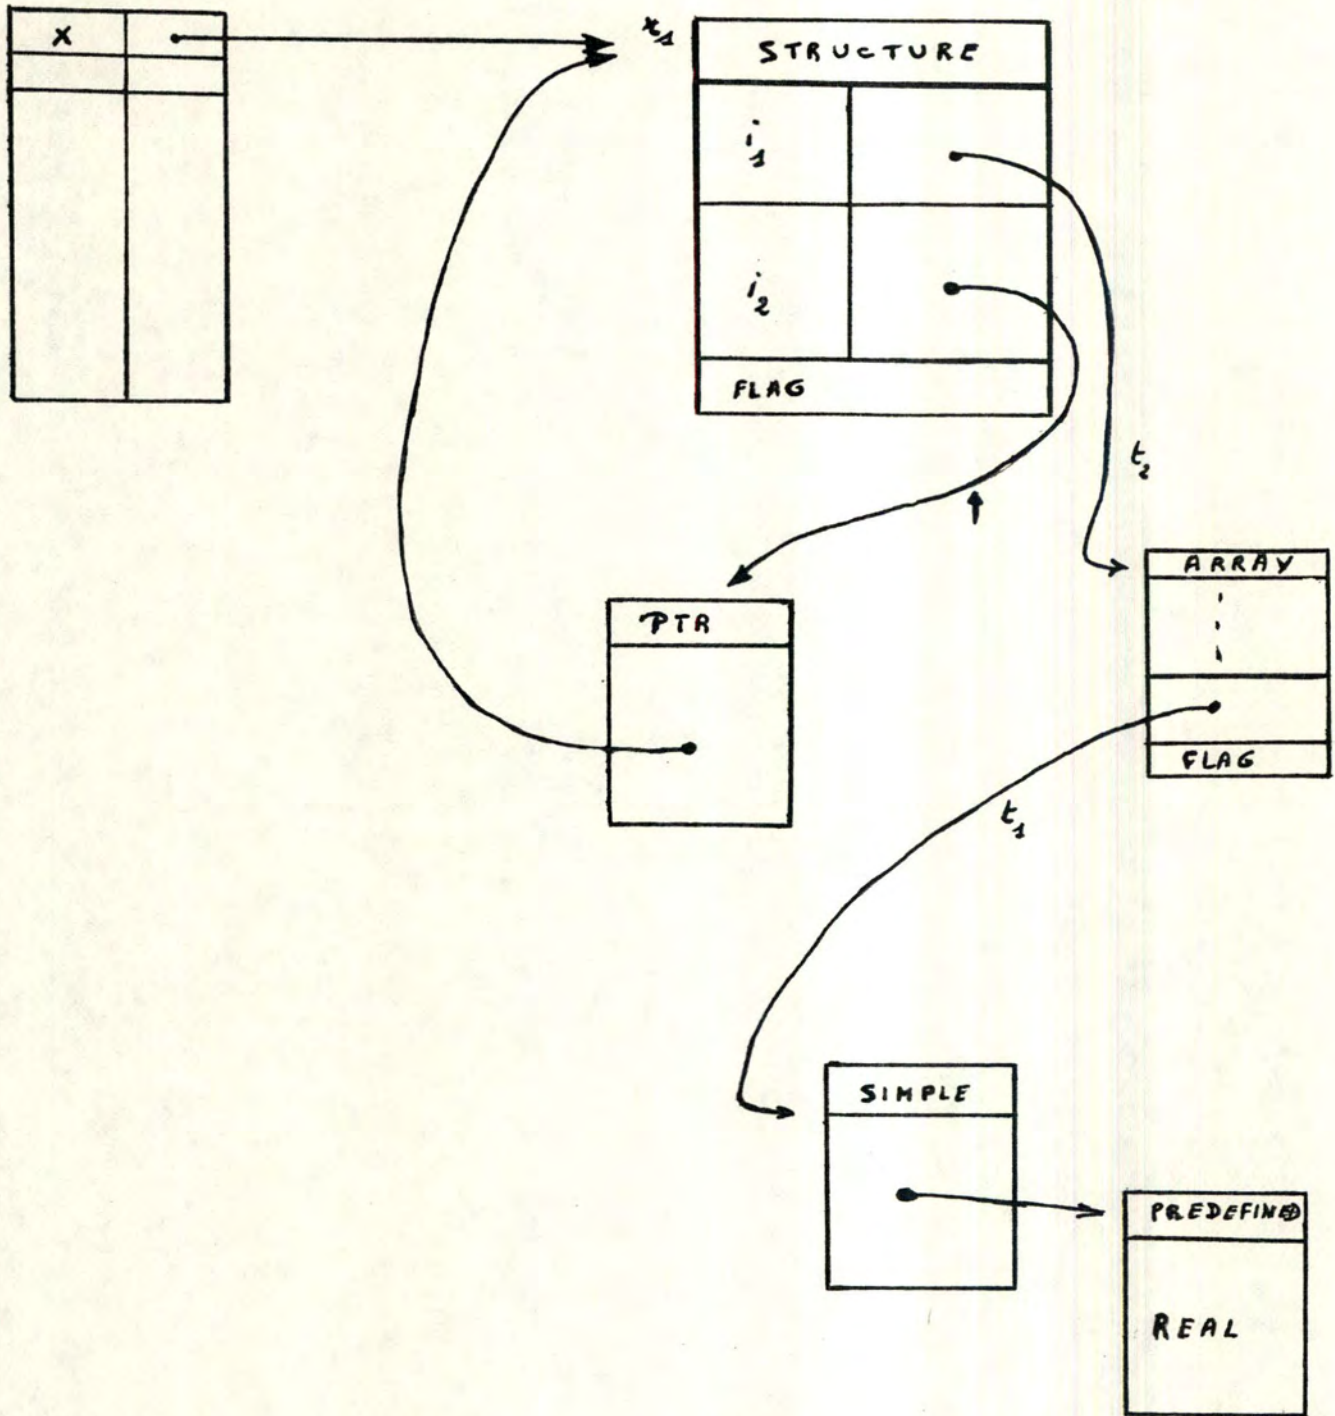 X
x₁
STRUCTURE
i₁
i₂
FLAG
t₂
ARRAY
PTR
FLAG
t₁
SIMPLE
PREDEFINED
REAL